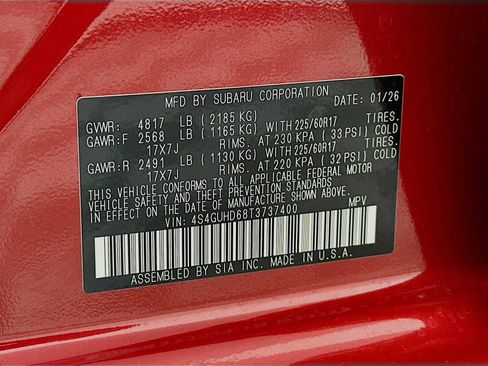 MFD BY SUBARU CORPORATION DATE: 01/26
GVWR: 4817 LB ( 2185 KG)
GAWR:F 2568 LB ( 1165 KG) WITH 225/60R17 TIRES.
17X7J RIMS. AT 230 KPA ( 33 PSI) COLD
GAWR:R 2491 LB ( 1130 KG) WITH 225/60R17 TIRES.
17X7J RIMS. AT 220 KPA ( 32 PSI) COLD
THIS VEHICLE CONFORMS TO ALL APPLICABLE FEDERAL MOTOR
VEHICLE SAFETY AND THEFT PREVENTION STANDARDS
IN EFFECT ON THE DATE OF MANUFACTURE SHOWN ABOVE.
VIN: 4S4GUHD68T3737400 MPV
ASSEMBLED BY SIA INC. MADE IN U.S.A.